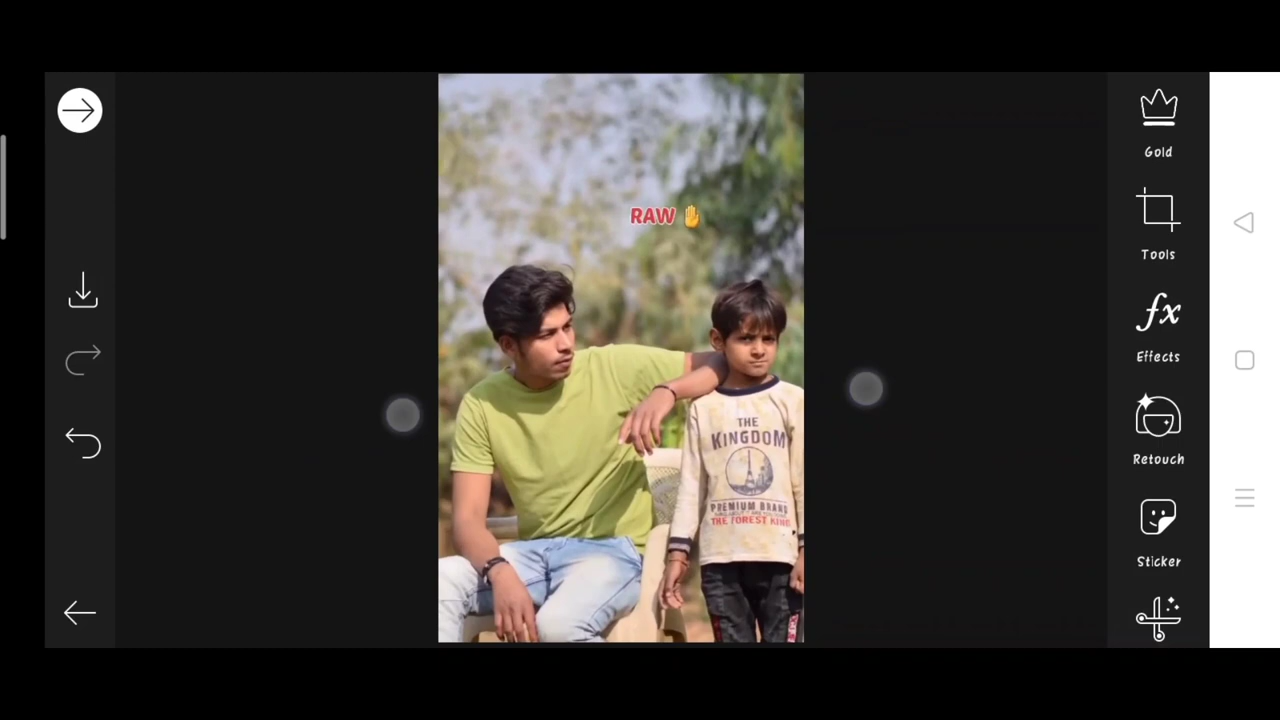 Gold
Tools
fx
Effects
Retouch
Sticker
RAW ✋
THE
KINGDOM
PREMIUM BRAND
THE FOREST KING